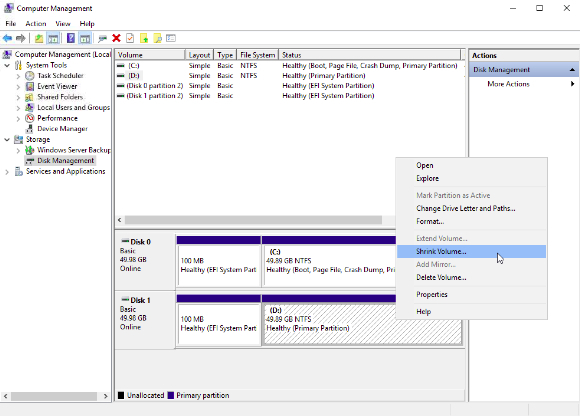 Computer Management
File Action View Help
Computer Management (Local
System Tools
Task Scheduler
Event Viewer
Shared Folders
Local Users and Groups
Performance
Device Manager
Storage
Windows Server Backup
Disk Management
Services and Applications
Volume Layout Type File System Status
(C:) Simple Basic NTFS Healthy (Boot, Page File, Crash Dump, Primary Partition)
(D:) Simple Basic NTFS Healthy (Primary Partition)
(Disk 0 partition 2) Simple Basic Healthy (EFI System Partition)
(Disk 1 partition 2) Simple Basic Healthy (EFI System Partition)
Actions
Disk Management
More Actions
Open
Explore
Mark Partition as Active
Change Drive Letter and Paths...
Format...
Extend Volume...
Shrink Volume...
Add Mirror...
Delete Volume...
Properties
Help
Disk 0
Basic
49.98 GB
Online
100 MB
Healthy (EFI System Part
(C:)
49.89 GB NTFS
Healthy (Boot, Page File, Crash Dump, Pri
Disk 1
Basic
49.98 GB
Online
100 MB
Healthy (EFI System Part
(D:)
49.89 GB NTFS
Healthy (Primary Partition)
Unallocated Primary partition